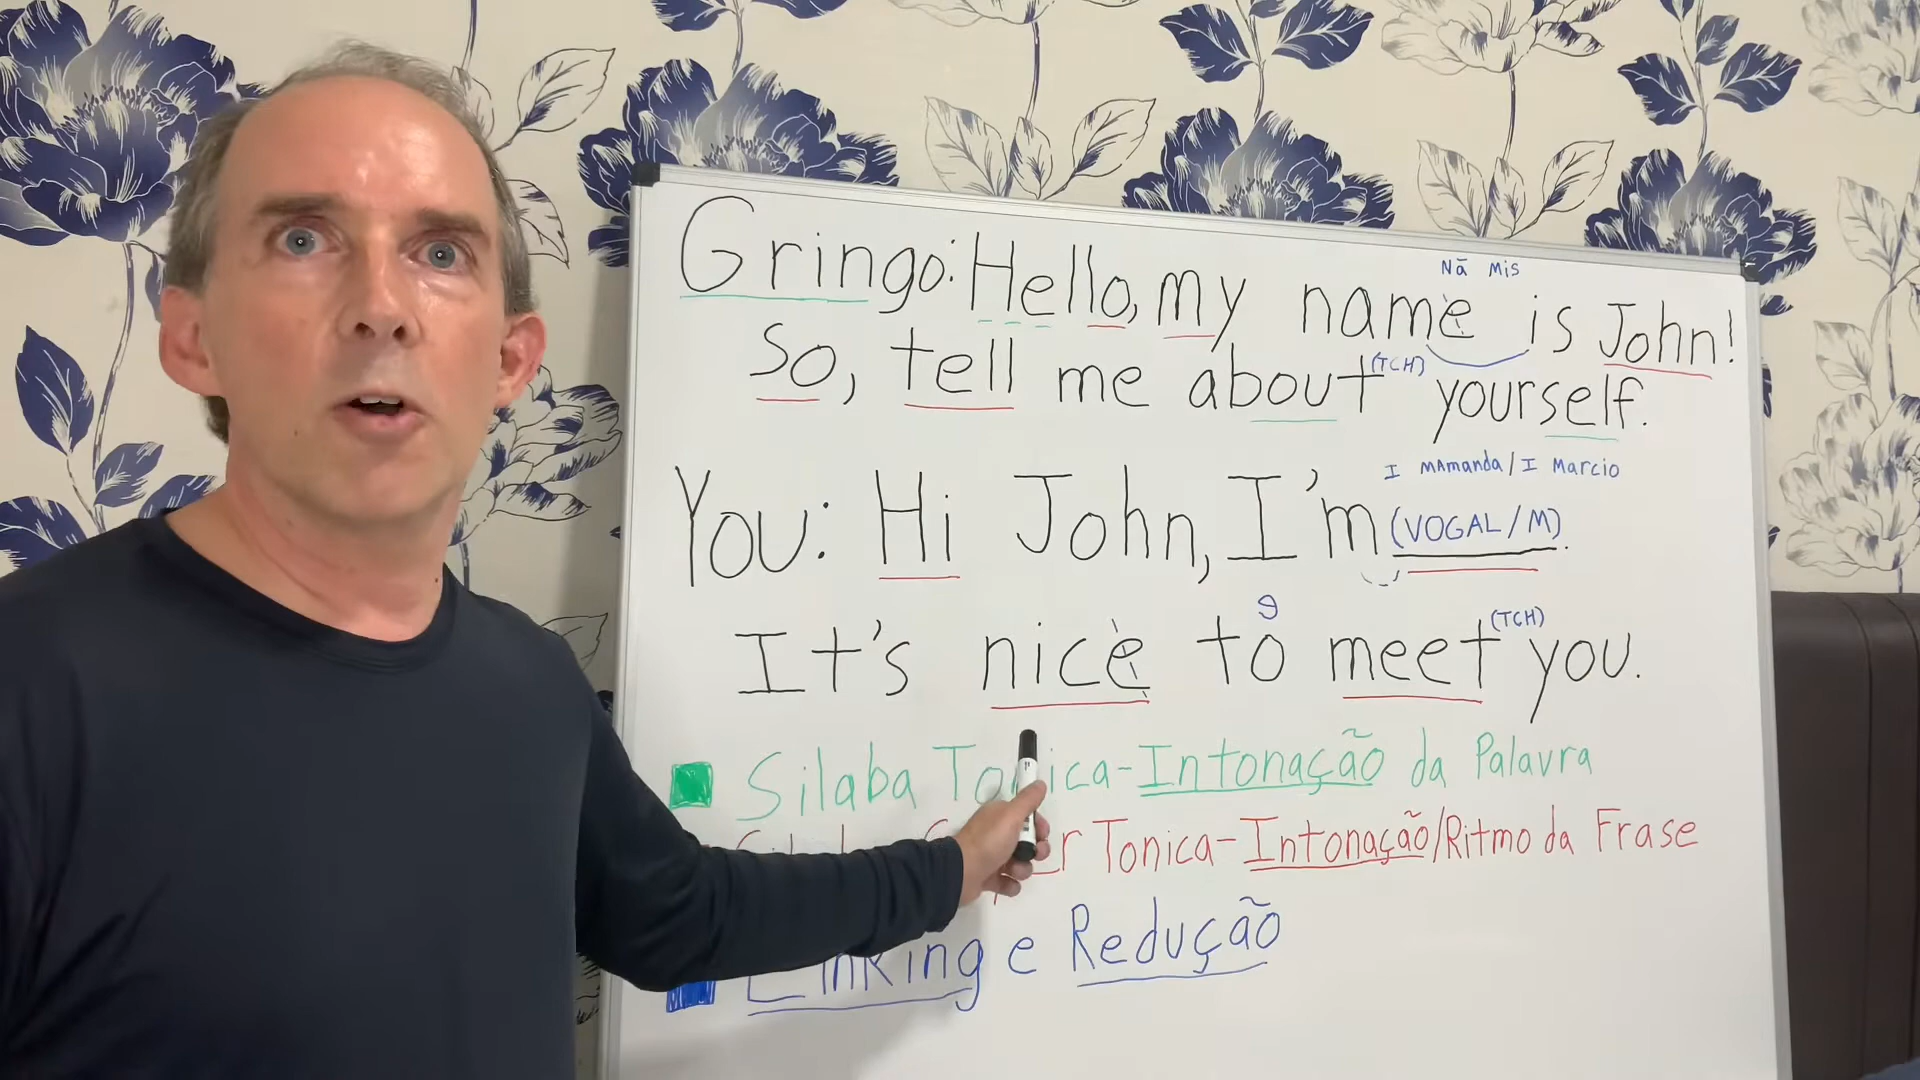 Nã Mis
Gringo: Hello, my name is John!
(TCH)
So, tell me about yourself.
I MAmanda/I Marcio
You: Hi John, I'm (VOGAL/M).
ə (TCH)
It's nice to meet you.
Silaba Tonica-Intonação da Palavra
Tonica-Intonação/Ritmo da Frase
Linking e Redução